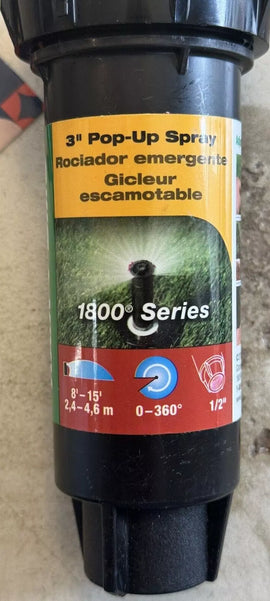 3" Pop-Up Spray
Rociador emergente
Gicleur
escamotable
1800® Series
8'-15'
2,4-4,6 m
0-360°
1/2"